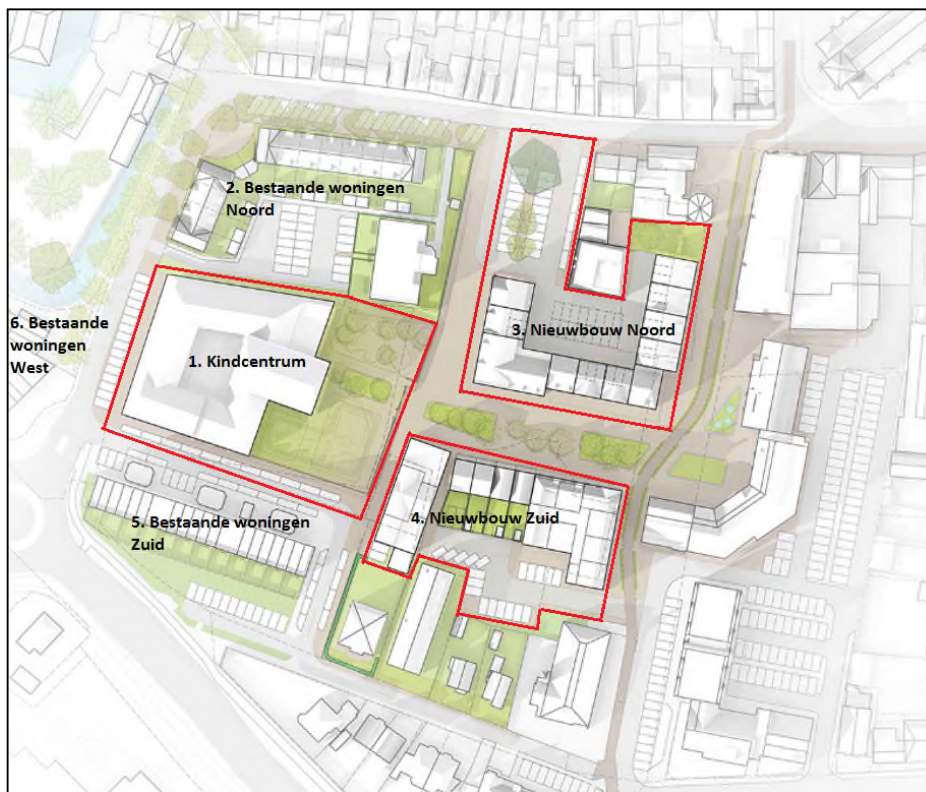 2. Bestaande woningen
Noord
6. Bestaande
woningen
West
1. Kindcentrum
3. Nieuwbouw Noord
4. Nieuwbouw Zuid
5. Bestaande woningen
Zuid